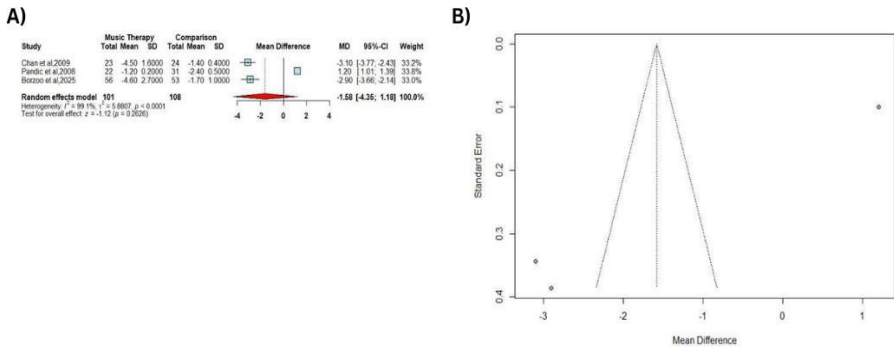 A)
Music Therapy Comparison
Study Total Mean SD Total Mean SD Mean Difference MD 95%-CI Weight
Chan et al,2009 23 -4.50 1.6000 24 -1.40 0.4000 -3.10 [-3.77; -2.43] 33.2%
Pandic et al,2008 22 -1.20 0.2000 31 -2.40 0.5000 1.20 [1.01; 1.39] 33.8%
Borzoo et al,2025 56 -4.60 2.7000 53 -1.70 1.0000 -2.90 [-3.66; -2.14] 33.0%
Random effects model 101 108 -1.58 [-4.35; 1.18] 100.0%
Heterogeneity: I² = 99.1%, τ² = 5.8807, p < 0.0001
Test for overall effect: z = -1.12 (p = 0.2626)
-4 -2 0 2 4
B)
Standard Error
0.0
0.1
0.2
0.3
0.4
-3 -2 -1 0 1
Mean Difference